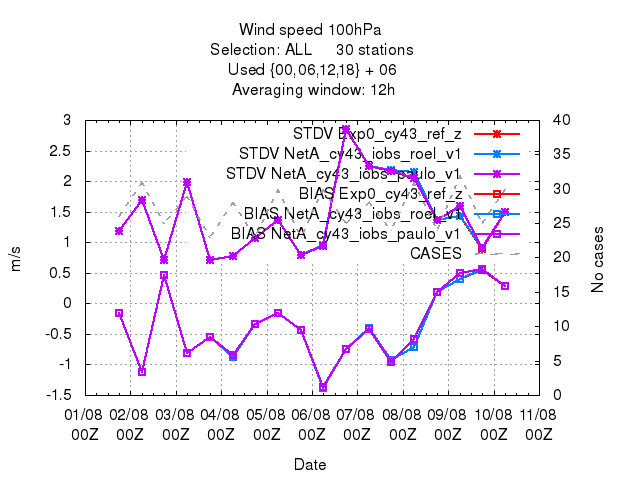 Wind speed 100hPa
Selection: ALL 30 stations
Used {00,06,12,18} + 06
Averaging window: 12h
STDV Exp0_cy43_ref_z
STDV NetA_cy43_iobs_roel_v1
STDV NetA_cy43_iobs_paulo_v1
BIAS Exp0_cy43_ref_z
BIAS NetA_cy43_iobs_roel_v1
BIAS NetA_cy43_iobs_paulo_v1
CASES
m/s
3
2.5
2
1.5
1
0.5
0
-0.5
-1
-1.5
No cases
40
35
30
25
20
15
10
5
0
01/08 02/08 03/08 04/08 05/08 06/08 07/08 08/08 09/08 10/08 11/08
00Z 00Z 00Z 00Z 00Z 00Z 00Z 00Z 00Z 00Z 00Z
Date